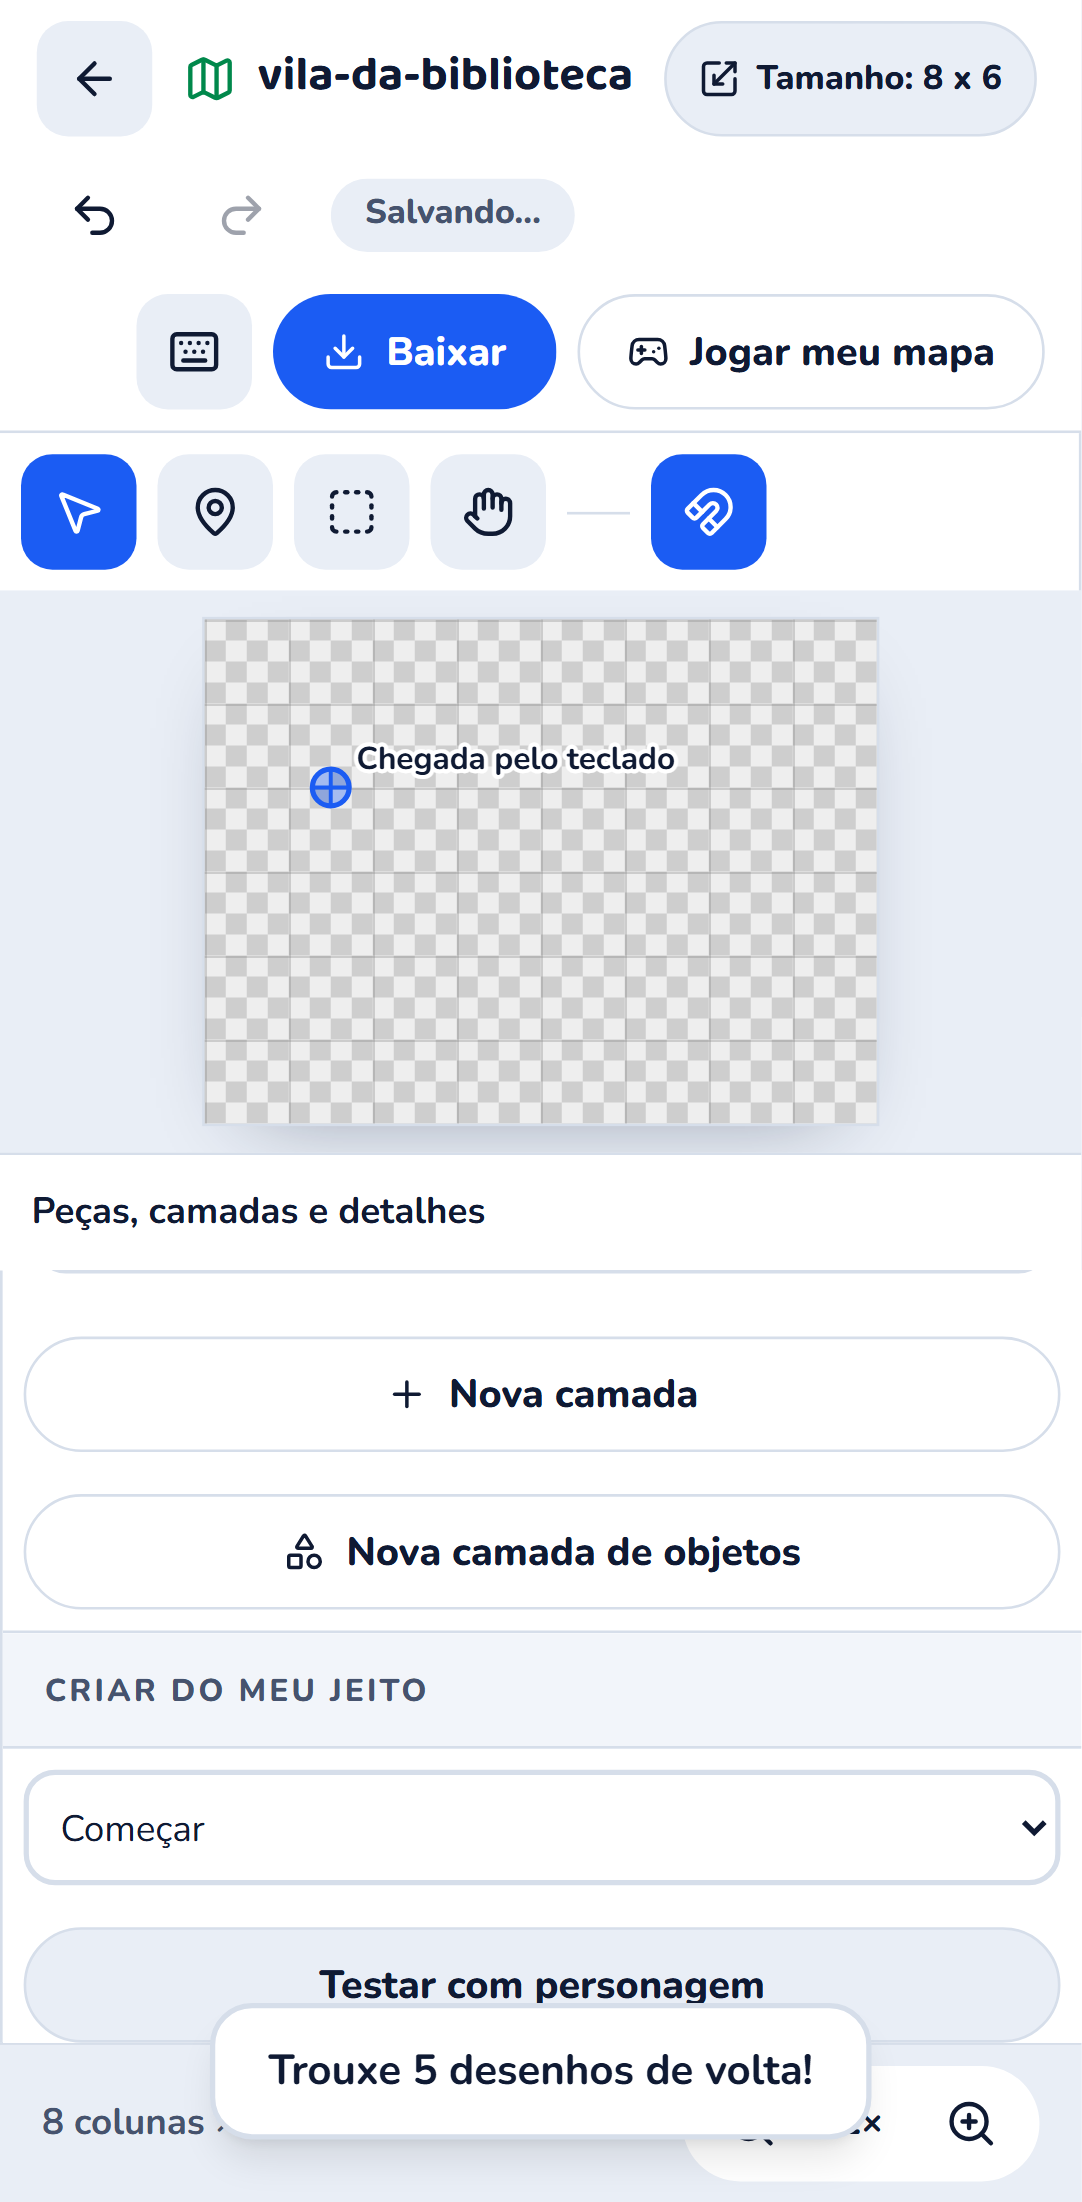 vila-da-biblioteca
Tamanho: 8 x 6
Salvando...
Baixar
Jogar meu mapa
Chegada pelo teclado
Peças, camadas e detalhes
Nova camada
Nova camada de objetos
CRIAR DO MEU JEITO
Começar
Testar com personagem
Trouxe 5 desenhos de volta!
8 colunas